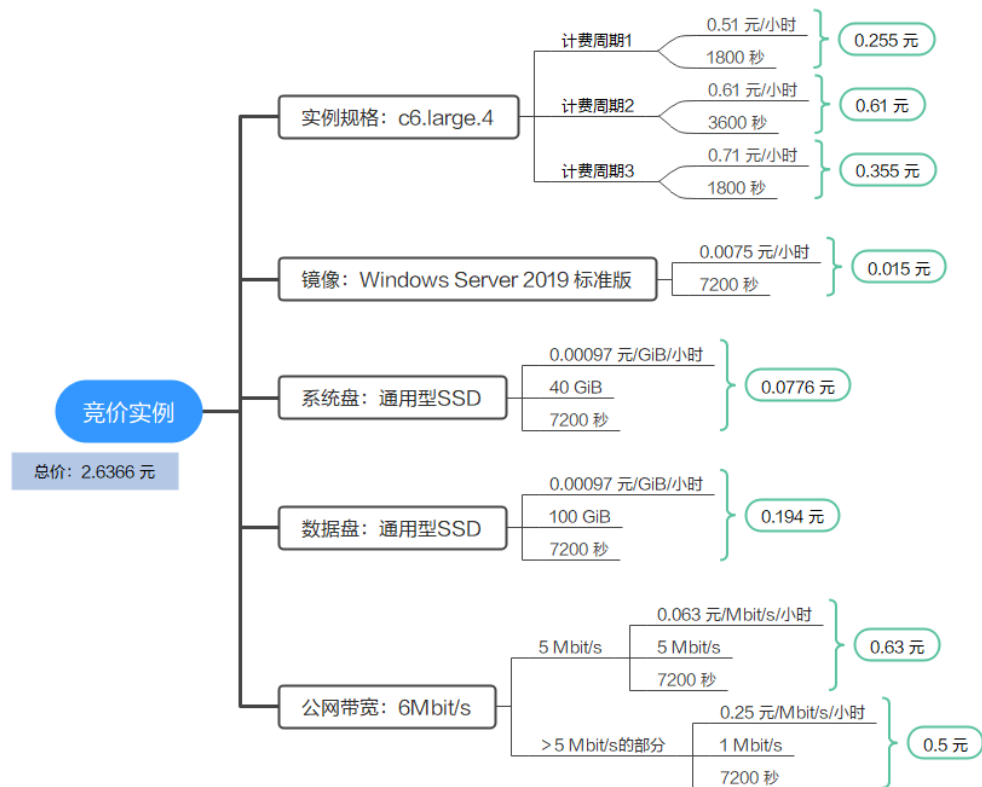 竞价实例
总价：2.6366 元
实例规格：c6.large.4
计费周期1
0.51 元/小时
1800 秒
0.255 元
计费周期2
0.61 元/小时
3600 秒
0.61 元
计费周期3
0.71 元/小时
1800 秒
0.355 元
镜像：Windows Server 2019 标准版
0.0075 元/小时
7200 秒
0.015 元
系统盘：通用型SSD
0.00097 元/GiB/小时
40 GiB
7200 秒
0.0776 元
数据盘：通用型SSD
0.00097 元/GiB/小时
100 GiB
7200 秒
0.194 元
公网带宽：6Mbit/s
5 Mbit/s
0.063 元/Mbit/s/小时
5 Mbit/s
7200 秒
0.63 元
＞5 Mbit/s的部分
0.25 元/Mbit/s/小时
1 Mbit/s
7200 秒
0.5 元